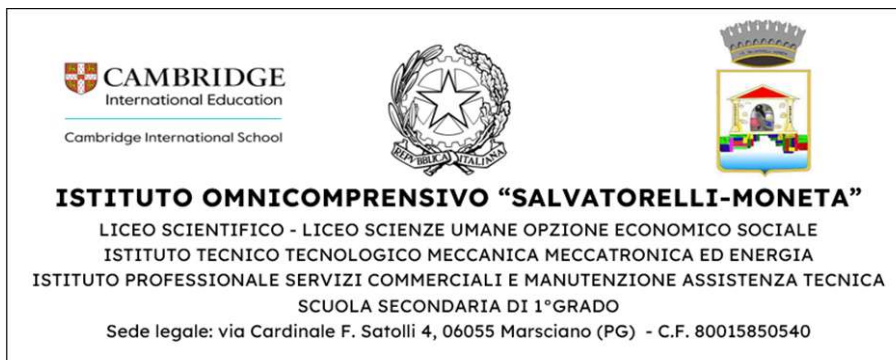 CAMBRIDGE
International Education
Cambridge International School
REPVBBLICA ITALIANA
ISTITUTO OMNICOMPRENSIVO “SALVATORELLI-MONETA”
LICEO SCIENTIFICO - LICEO SCIENZE UMANE OPZIONE ECONOMICO SOCIALE
ISTITUTO TECNICO TECNOLOGICO MECCANICA MECCATRONICA ED ENERGIA
ISTITUTO PROFESSIONALE SERVIZI COMMERCIALI E MANUTENZIONE ASSISTENZA TECNICA
SCUOLA SECONDARIA DI 1°GRADO
Sede legale: via Cardinale F. Satolli 4, 06055 Marsciano (PG) - C.F. 80015850540